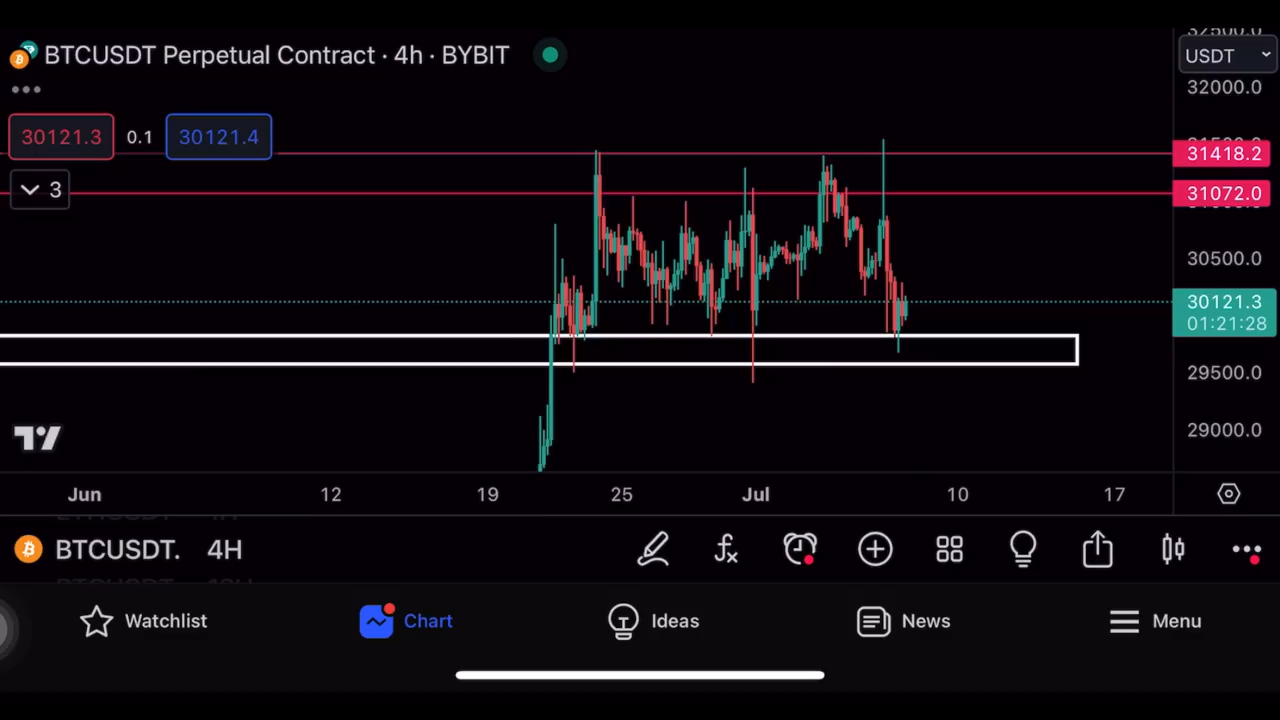 32500.0
BTCUSDT Perpetual Contract · 4h · BYBIT
USDT
32000.0
30121.3 0.1 30121.4
31418.2
3
31072.0
30500.0
30121.3
01:21:28
29500.0
29000.0
Jun 12 19 25 Jul 10 17
BTCUSDT. 4H
Watchlist Chart Ideas News Menu